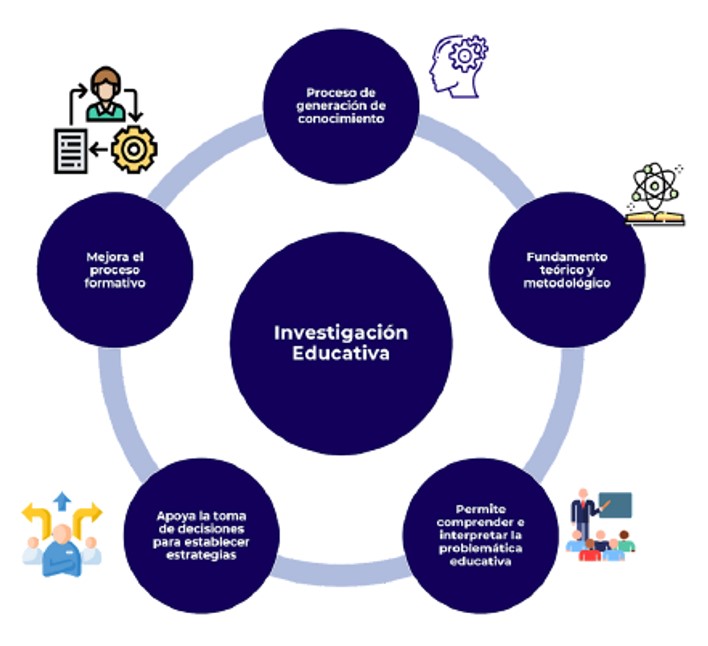 Proceso de
generación de
conocimiento
Fundamento
teórico y
metodológico
Mejora el
proceso
formativo
Investigación
Educativa
Permite
comprender e
interpretar la
problemática
educativa
Apoya la toma
de decisiones
para establecer
estrategias